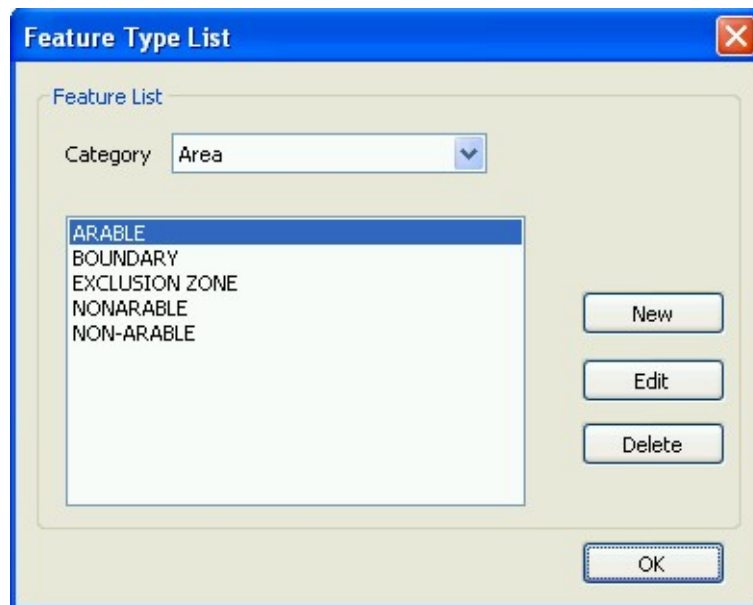 Feature Type List
Feature List
Category Area
ARABLE
BOUNDARY
EXCLUSION ZONE
NONARABLE
NON-ARABLE
New
Edit
Delete
OK